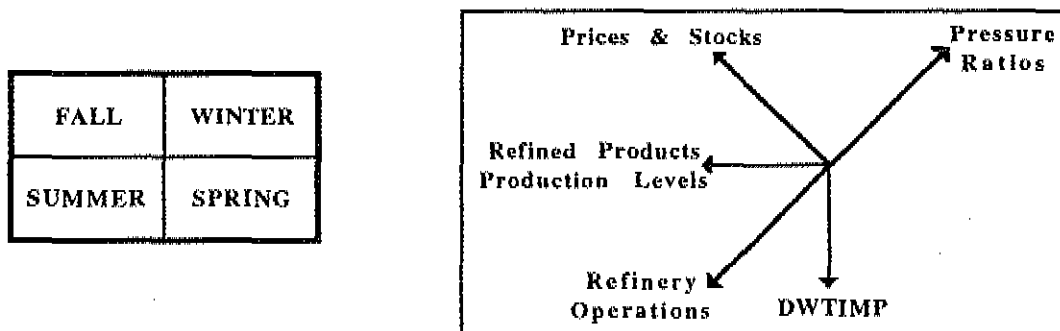 FALL WINTER
SUMMER SPRING
Prices & Stocks
Pressure
Ratios
Refined Products
Production Levels
Refinery
Operations
DWTIMP